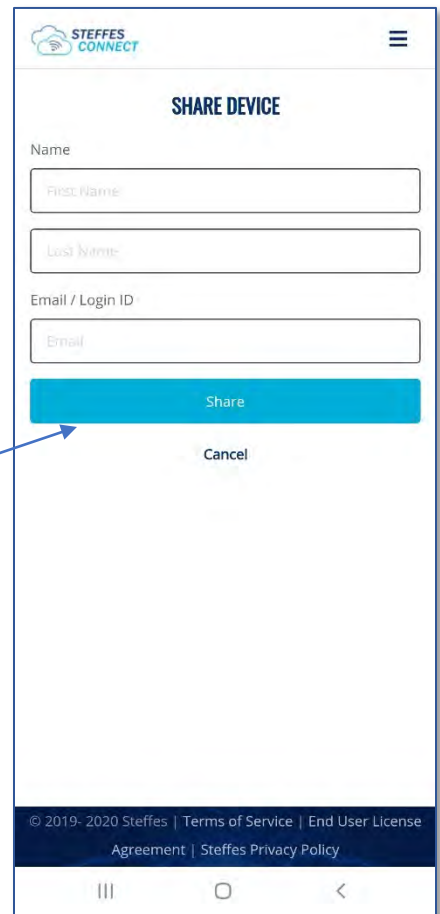 STEFFES
CONNECT
SHARE DEVICE
Name
First Name
Last Name
Email / Login ID
Email
Share
Cancel
© 2019- 2020 Steffes | Terms of Service | End User License
Agreement | Steffes Privacy Policy